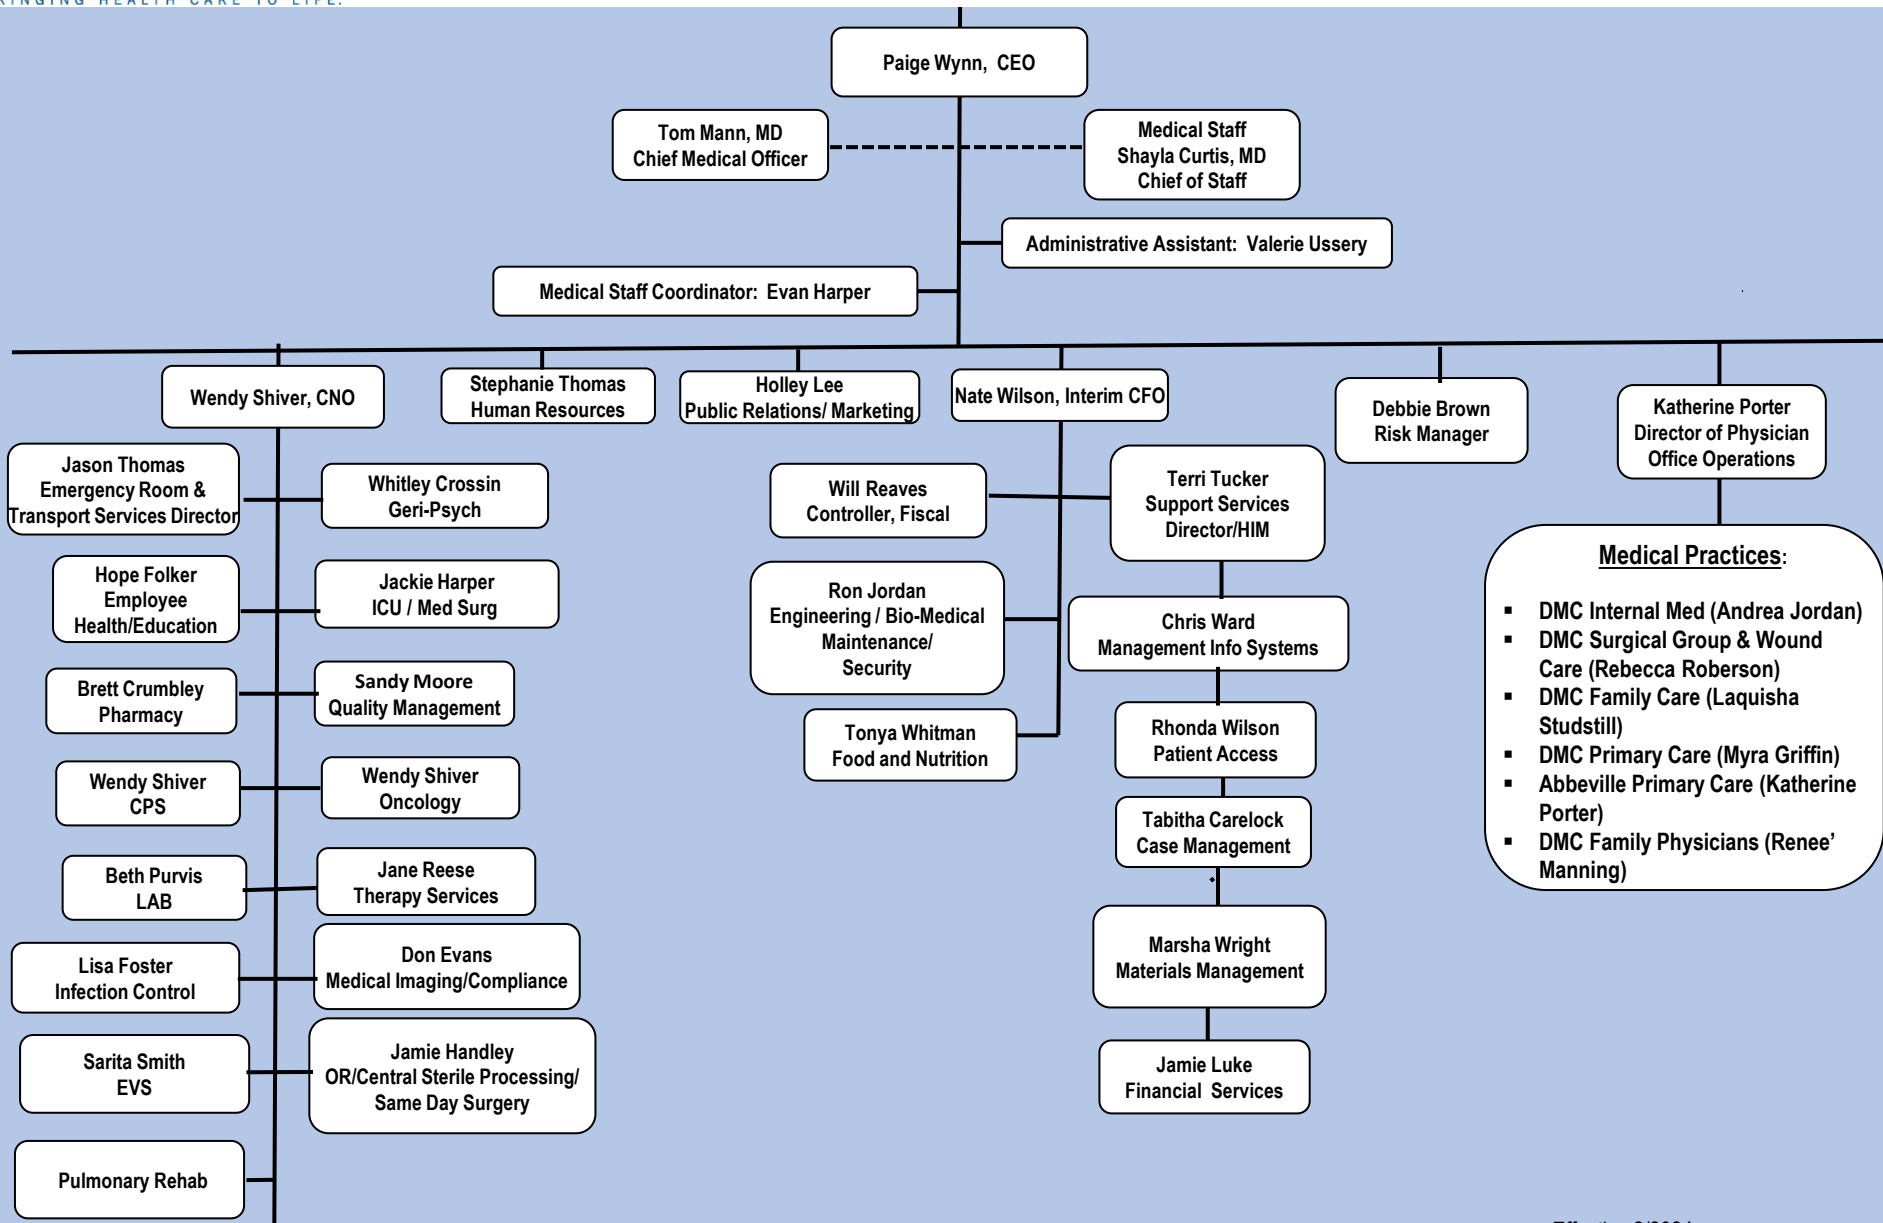 Paige Wynn, CEO
Tom Mann, MD
Chief Medical Officer
Medical Staff
Shayla Curtis, MD
Chief of Staff
Administrative Assistant: Valerie Ussery
Medical Staff Coordinator: Evan Harper
Wendy Shiver, CNO
Stephanie Thomas
Human Resources
Holley Lee
Public Relations/ Marketing
Nate Wilson, Interim CFO
Debbie Brown
Risk Manager
Katherine Porter
Director of Physician
Office Operations
Jason Thomas
Emergency Room &
Transport Services Director
Whitley Crossin
Geri-Psych
Hope Folker
Employee
Health/Education
Jackie Harper
ICU / Med Surg
Brett Crumbley
Pharmacy
Sandy Moore
Quality Management
Wendy Shiver
CPS
Wendy Shiver
Oncology
Beth Purvis
LAB
Jane Reese
Therapy Services
Lisa Foster
Infection Control
Don Evans
Medical Imaging/Compliance
Sarita Smith
EVS
Jamie Handley
OR/Central Sterile Processing/
Same Day Surgery
Pulmonary Rehab
Will Reaves
Controller, Fiscal
Terri Tucker
Support Services
Director/HIM
Ron Jordan
Engineering / Bio-Medical
Maintenance/
Security
Chris Ward
Management Info Systems
Tonya Whitman
Food and Nutrition
Rhonda Wilson
Patient Access
Tabitha Carelock
Case Management
Marsha Wright
Materials Management
Jamie Luke
Financial Services
Medical Practices:
▪ DMC Internal Med (Andrea Jordan)
▪ DMC Surgical Group & Wound
Care (Rebecca Roberson)
▪ DMC Family Care (Laquisha
Studstill)
▪ DMC Primary Care (Myra Griffin)
▪ Abbeville Primary Care (Katherine
Porter)
▪ DMC Family Physicians (Renee’
Manning)